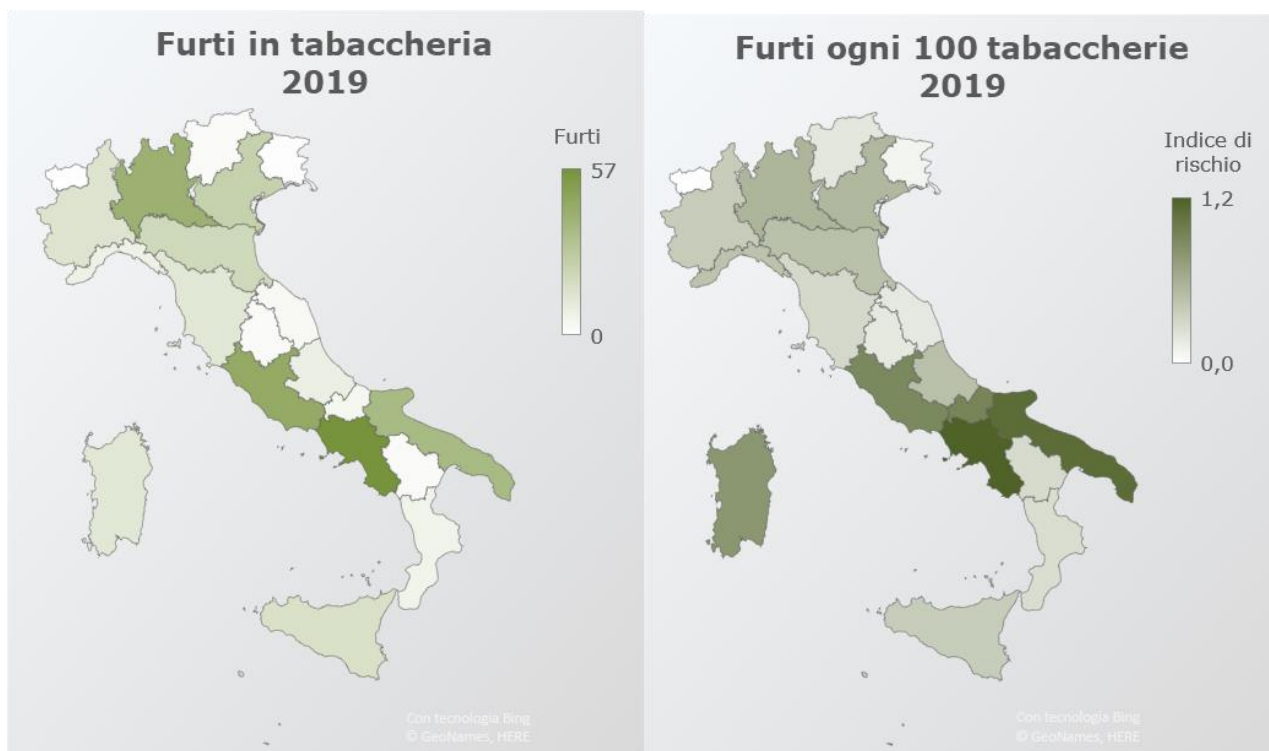 Furti in tabaccheria
2019
Furti
57
0
Con tecnologia Bing
© GeoNames, HERE
Furti ogni 100 tabaccherie
2019
Indice di
rischio
1,2
0,0
Con tecnologia Bing
© GeoNames, HERE